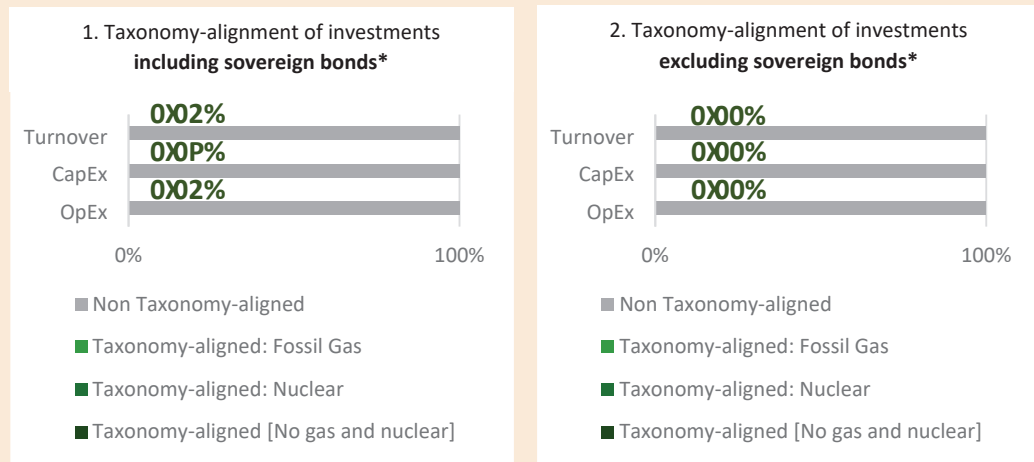 1. Taxonomy-alignment of investments
including sovereign bonds*
0X02%
Turnover
0X0P%
CapEx
0X02%
OpEx
0%
100%
Non Taxonomy-aligned
Taxonomy-aligned: Fossil Gas
Taxonomy-aligned: Nuclear
Taxonomy-aligned [No gas and nuclear]
2. Taxonomy-alignment of investments
excluding sovereign bonds*
0X00%
Turnover
0X00%
CapEx
0X00%
OpEx
0%
100%
Non Taxonomy-aligned
Taxonomy-aligned: Fossil Gas
Taxonomy-aligned: Nuclear
Taxonomy-aligned [No gas and nuclear]